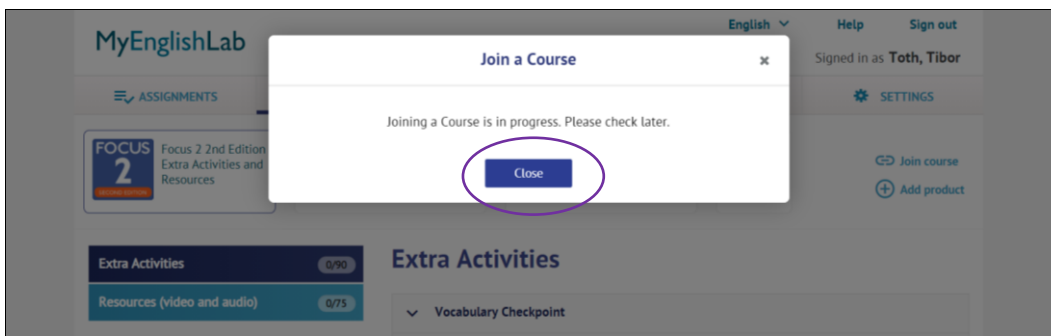 MyEnglishLab
English
Help
Sign out
Join a Course
×
Signed in as Toth, Tibor
ASSIGNMENTS
SETTINGS
Joining a Course is in progress. Please check later.
Close
FOCUS
2
SECOND EDITION
Focus 2 2nd Edition
Extra Activities and
Resources
Join course
Add product
Extra Activities
0/90
Resources (video and audio)
0/75
Extra Activities
Vocabulary Checkpoint